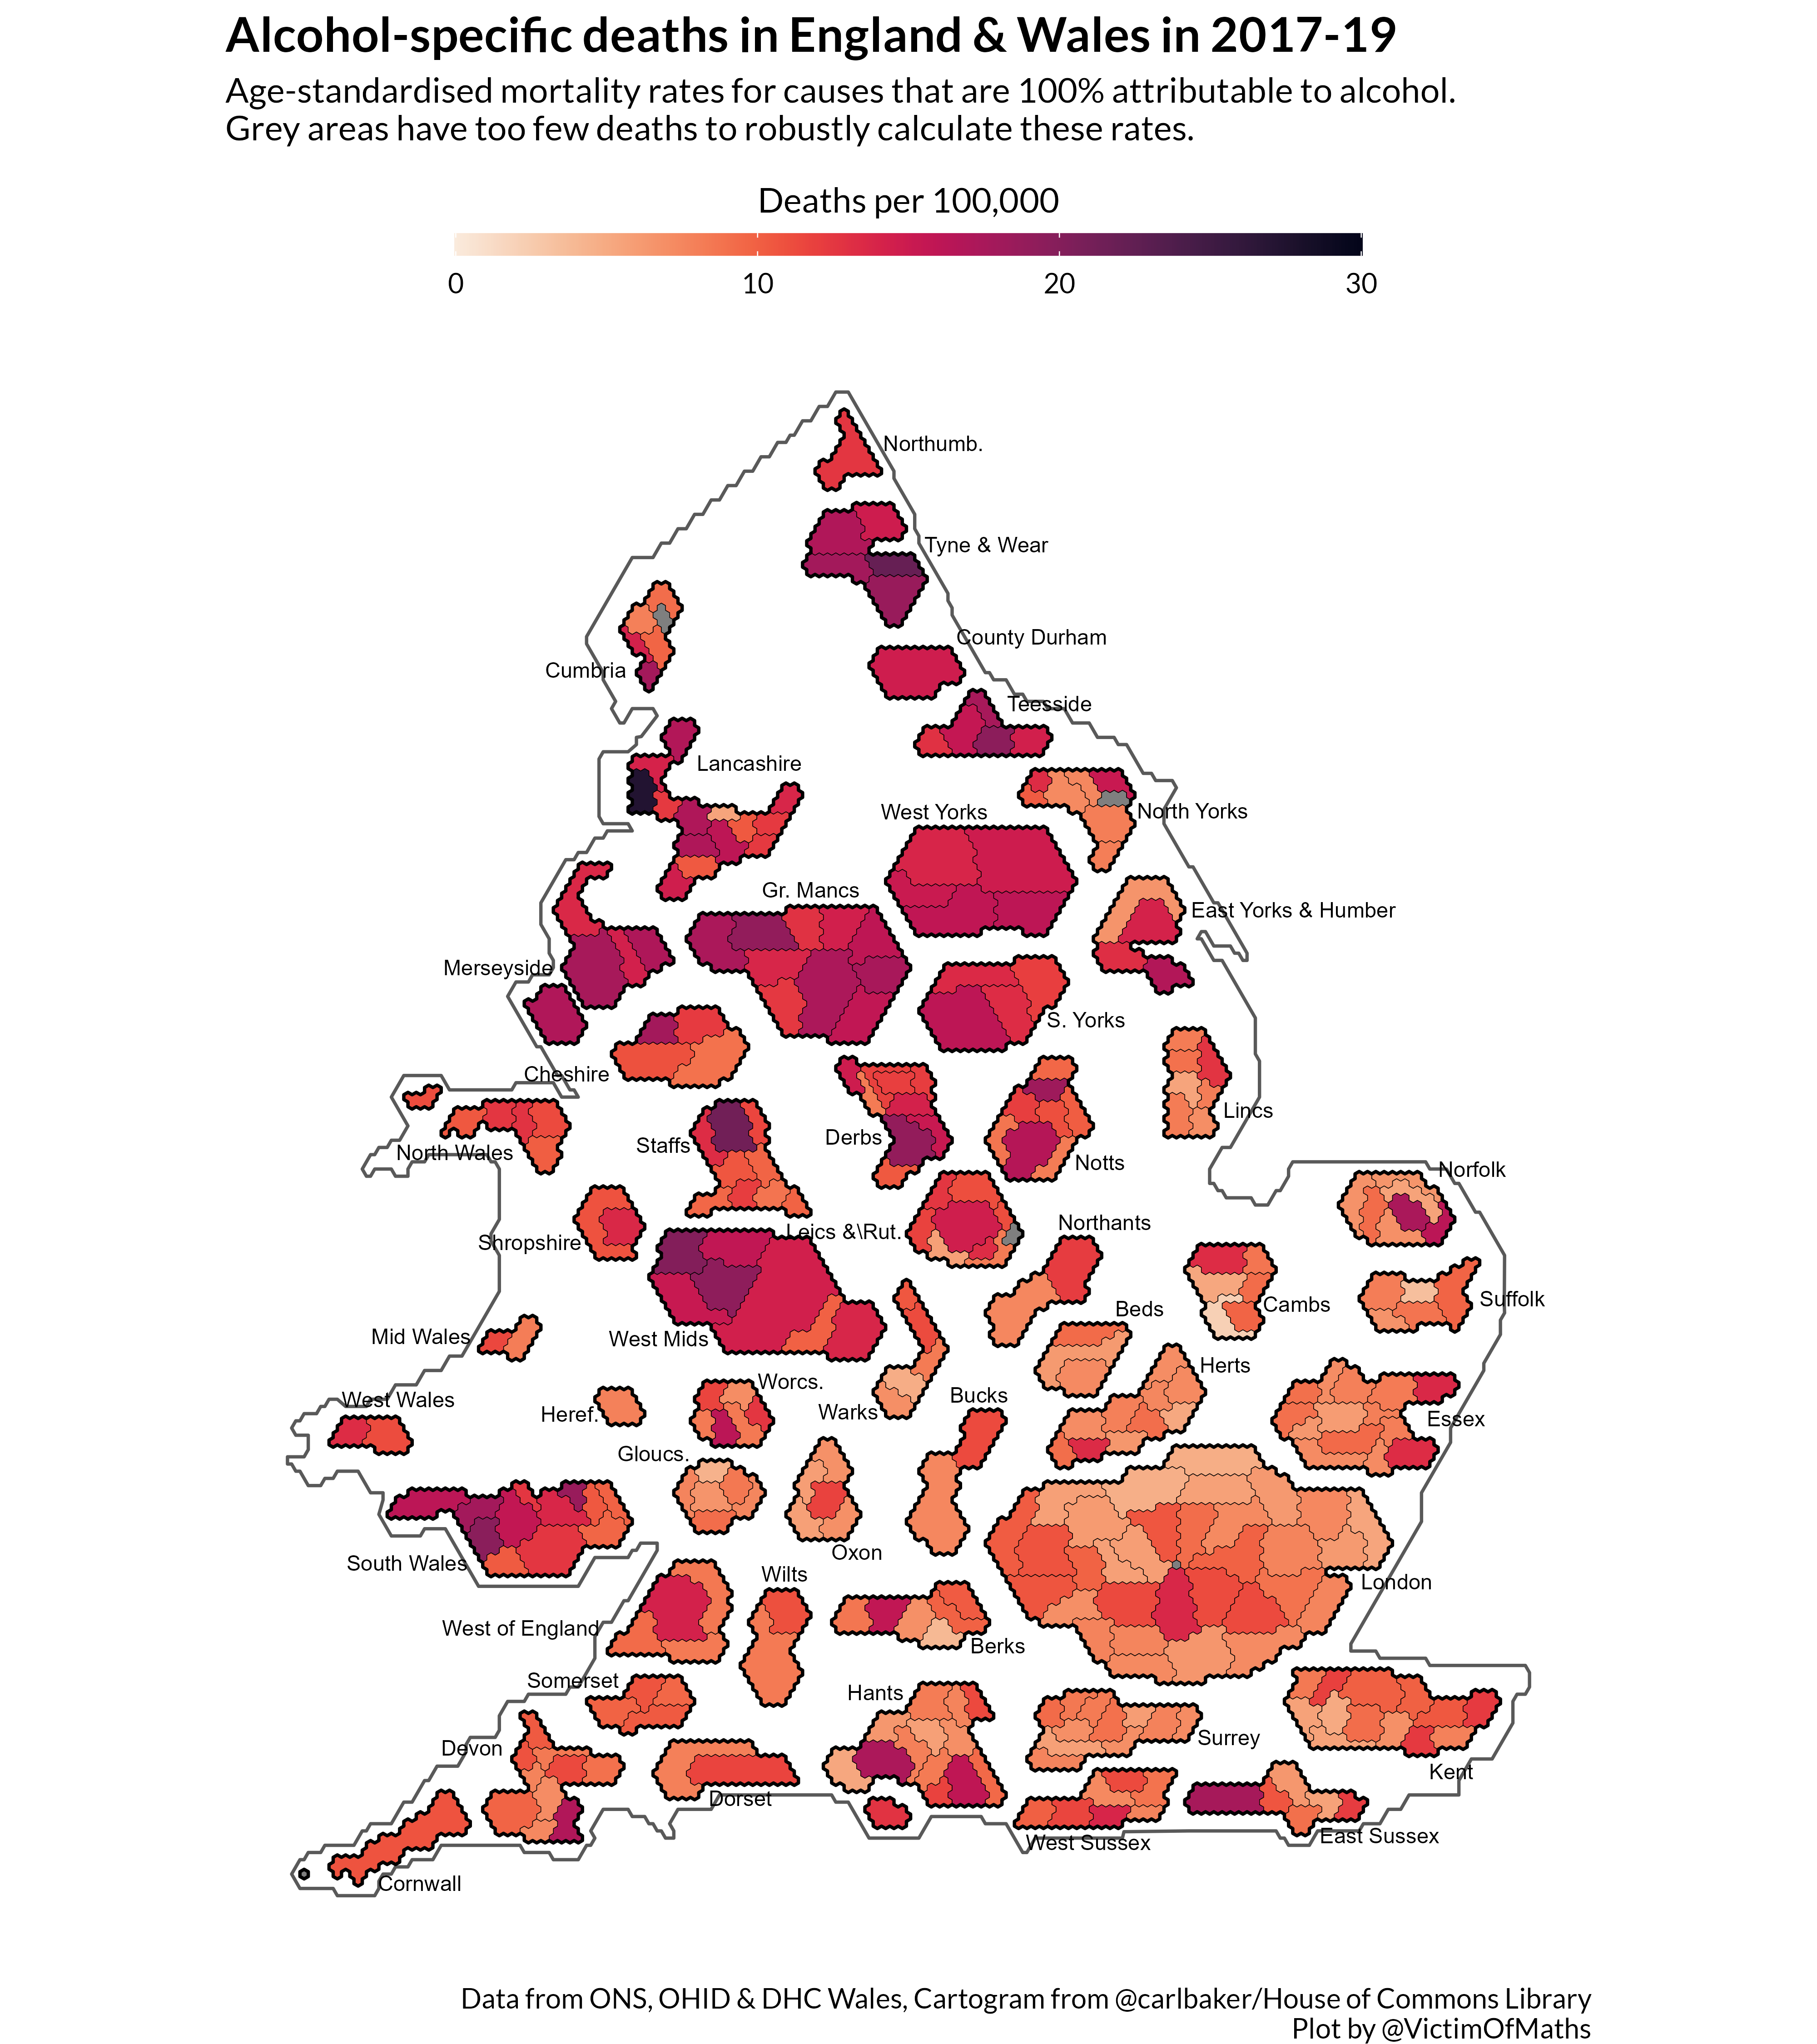 Alcohol-specific deaths in England & Wales in 2017-19
Age-standardised mortality rates for causes that are 100% attributable to alcohol.
Grey areas have too few deaths to robustly calculate these rates.
Deaths per 100,000
0 10 20 30
Northumb.
Tyne & Wear
County Durham
Cumbria
Teesside
Lancashire
West Yorks
North Yorks
Gr. Mancs
East Yorks & Humber
Merseyside
S. Yorks
Cheshire
Lincs
North Wales
Staffs
Derbs
Notts
Norfolk
Shropshire
Leics &\Rut.
Northants
Cambs
Suffolk
Mid Wales
West Mids
Beds
Herts
West Wales
Heref.
Worcs.
Warks
Bucks
Essex
Gloucs.
Oxon
South Wales
Wilts
London
West of England
Berks
Somerset
Hants
Surrey
Devon
Kent
Dorset
West Sussex
East Sussex
Cornwall
Data from ONS, OHID & DHC Wales, Cartogram from @carlbaker/House of Commons Library
Plot by @VictimOfMaths